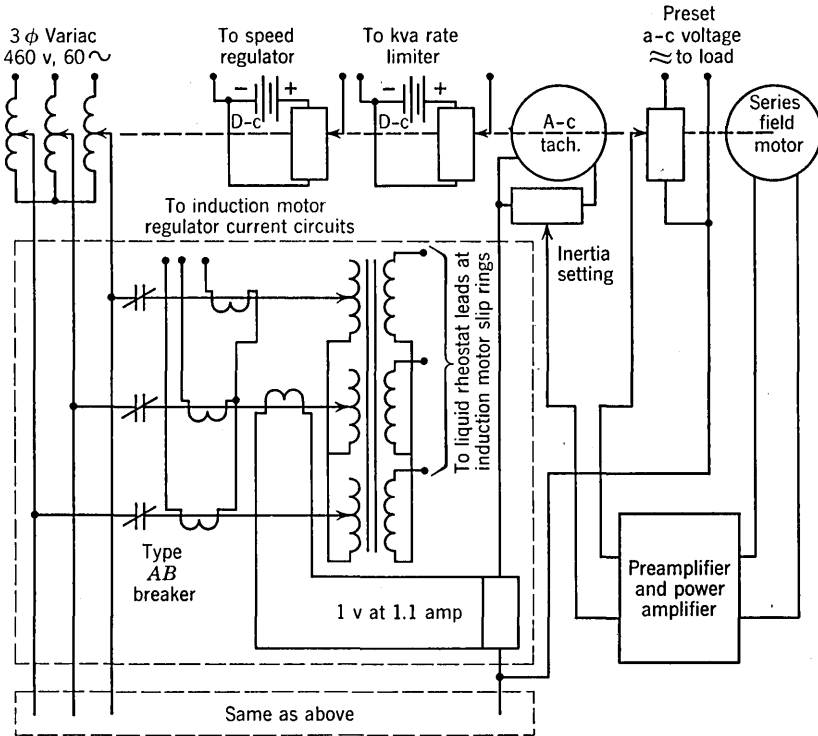 3 ϕ Variac
460 v, 60 ∼
To speed
regulator
To kva rate
limiter
Preset
a-c voltage
≈ to load
− +
D-c
− +
D-c
A-c
tach.
Series
field
motor
To induction motor
regulator current circuits
Inertia
setting
To liquid rheostat leads at
induction motor slip rings
Type
AB
breaker
1 v at 1.1 amp
Preamplifier
and power
amplifier
Same as above